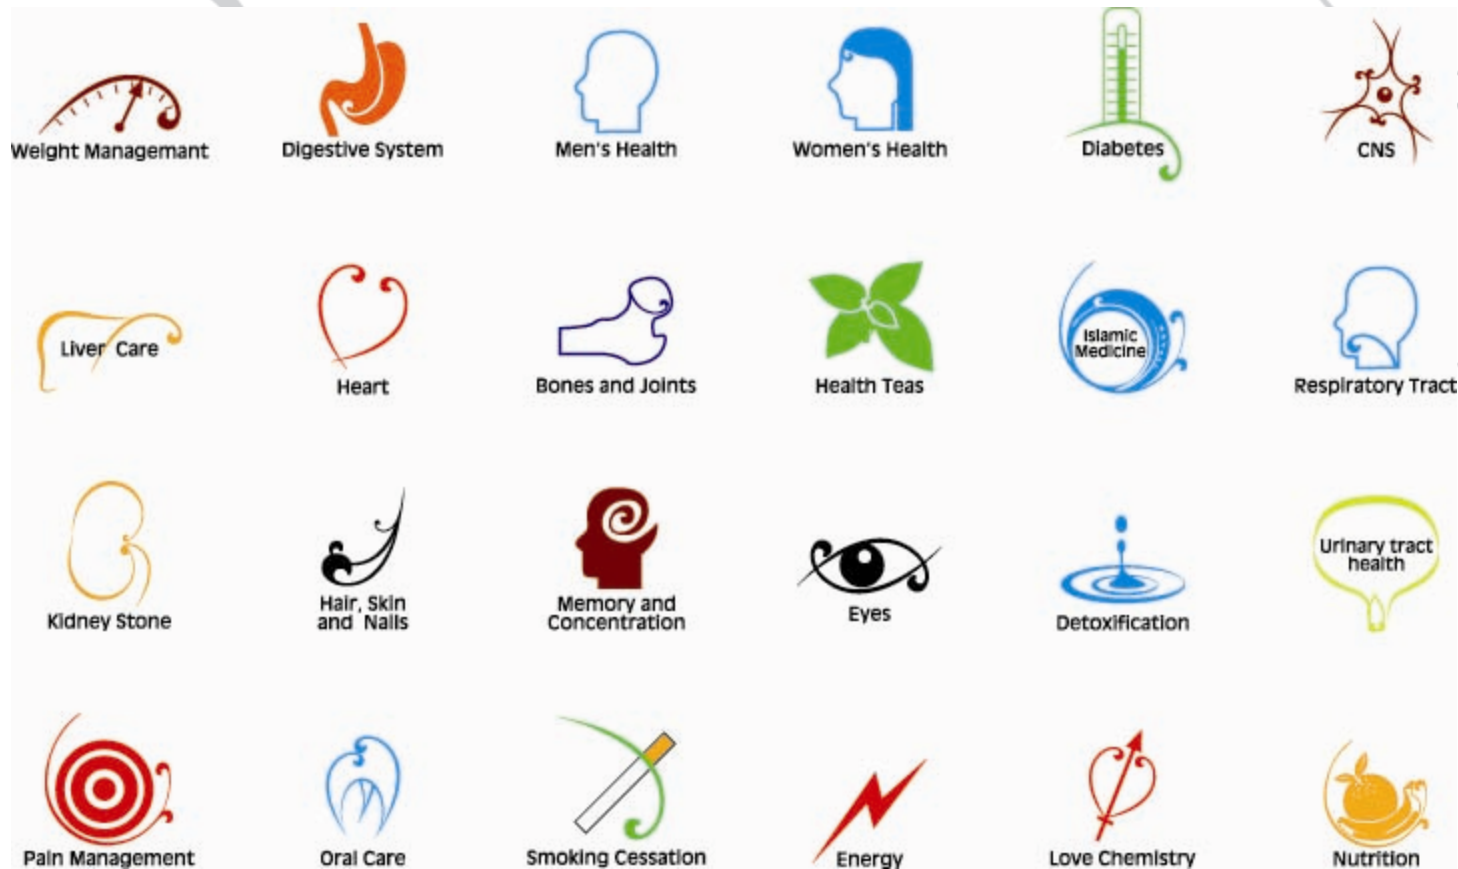 Weight Managemant
Digestive System
Men's Health
Women's Health
Diabetes
CNS
Liver Care
Heart
Bones and Joints
Health Teas
Islamic
Medicine
Respiratory Tract
Kidney Stone
Hair, Skin
and Nails
Memory and
Concentration
Eyes
Detoxification
Urinary tract
health
Pain Management
Oral Care
Smoking Cessation
Energy
Love Chemistry
Nutrition